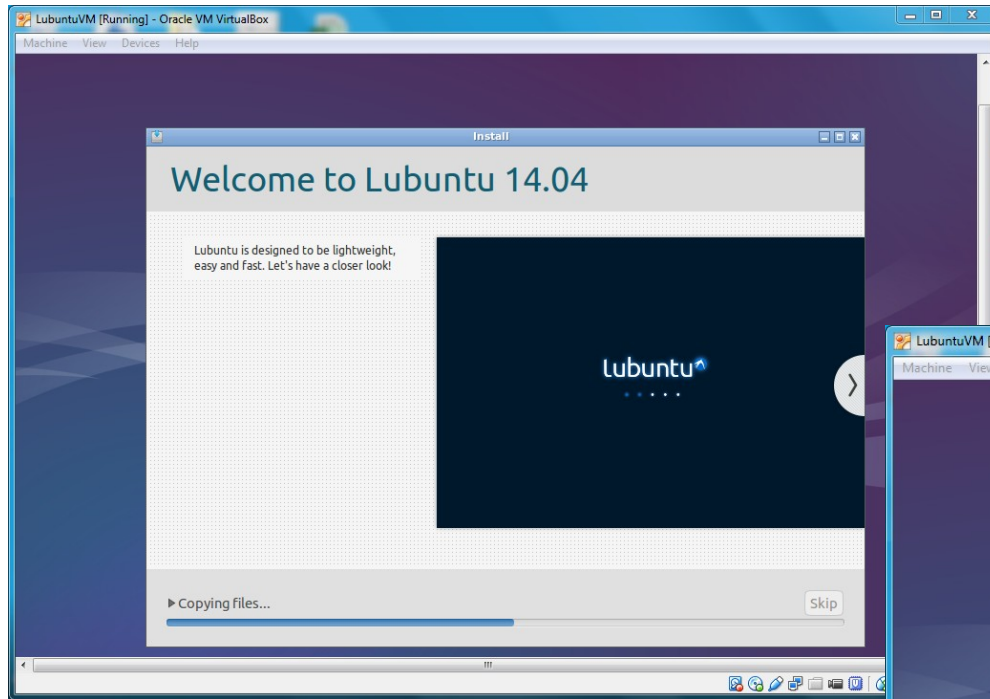 LubuntuVM [Running] - Oracle VM VirtualBox
Machine View Devices Help
Install
Welcome to Lubuntu 14.04
Lubuntu is designed to be lightweight,
easy and fast. Let's have a closer look!
Lubuntu
LubuntuVM [
Machine
Copying files...
Skip